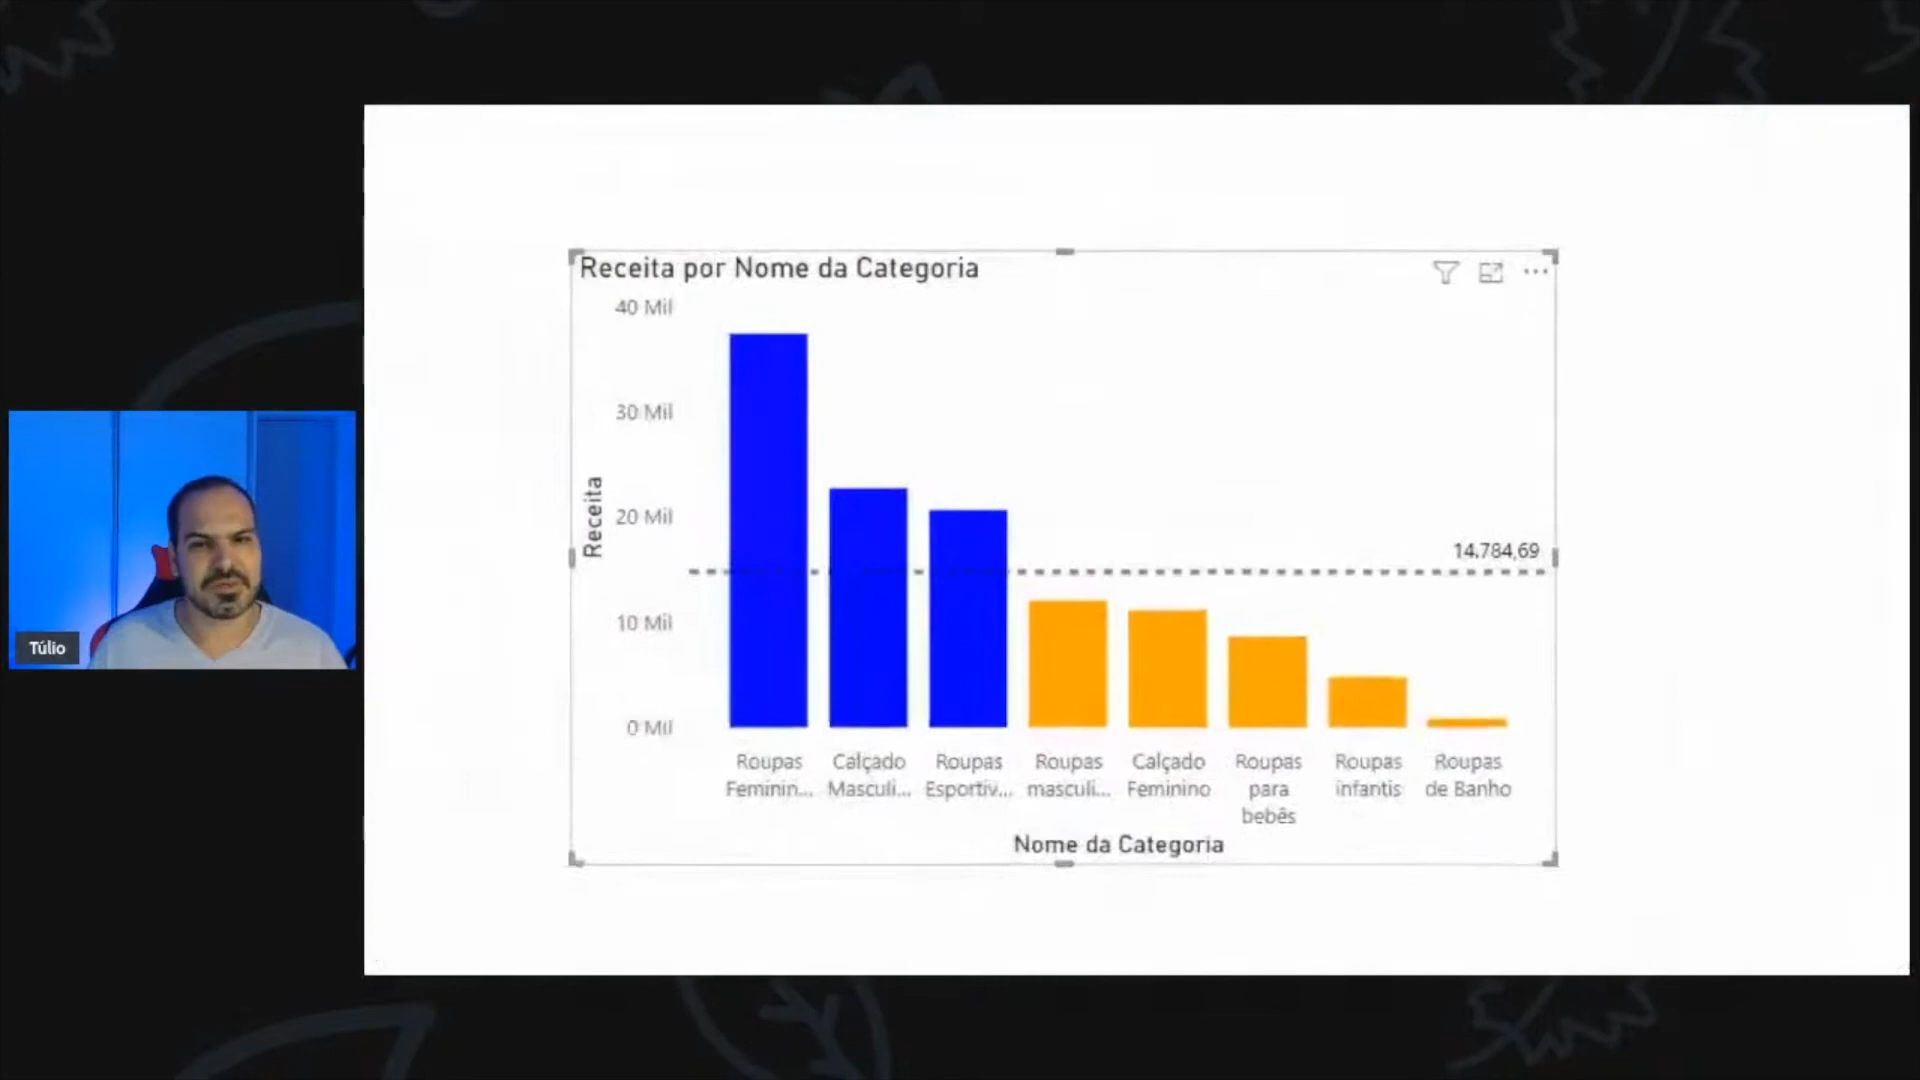 Receita por Nome da Categoria
40 Mil
30 Mil
20 Mil
10 Mil
0 Mil
Receita
14.784,69
Roupas Feminin...
Calçado Masculi...
Roupas Esportiv...
Roupas masculi...
Calçado Feminino
Roupas para bebês
Roupas infantis
Roupas de Banho
Nome da Categoria
Túlio